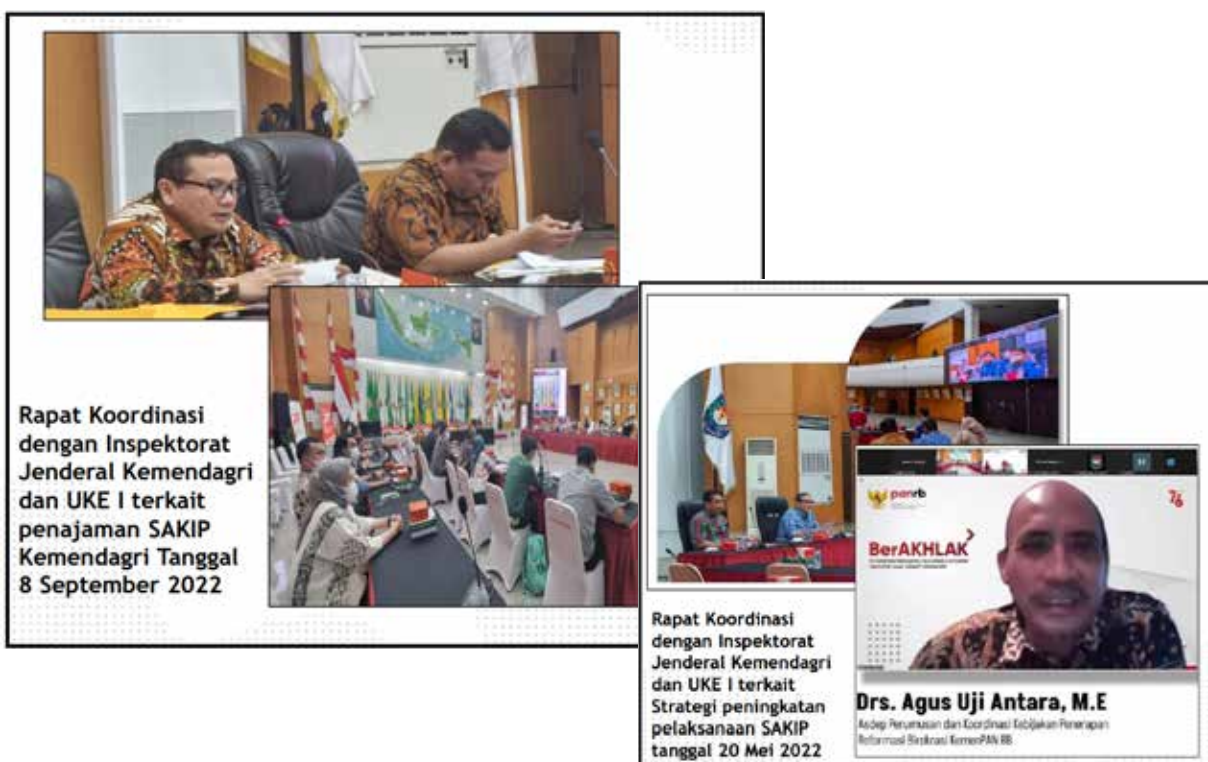 Rapat Koordinasi
dengan Inspektorat
Jenderal Kemendagri
dan UKE I terkait
penajaman SAKIP
Kemendagri Tanggal
8 September 2022
Rapat Koordinasi
dengan Inspektorat
Jenderal Kemendagri
dan UKE I terkait
Strategi peningkatan
pelaksanaan SAKIP
tanggal 20 Mei 2022
panrb
BerAKHLAK
Drs. Agus Uji Antara, M.E
Asdep Perumusan dan Koordinasi Kebijakan Penerapan
Reformasi Birokrasi KemenPAN RB